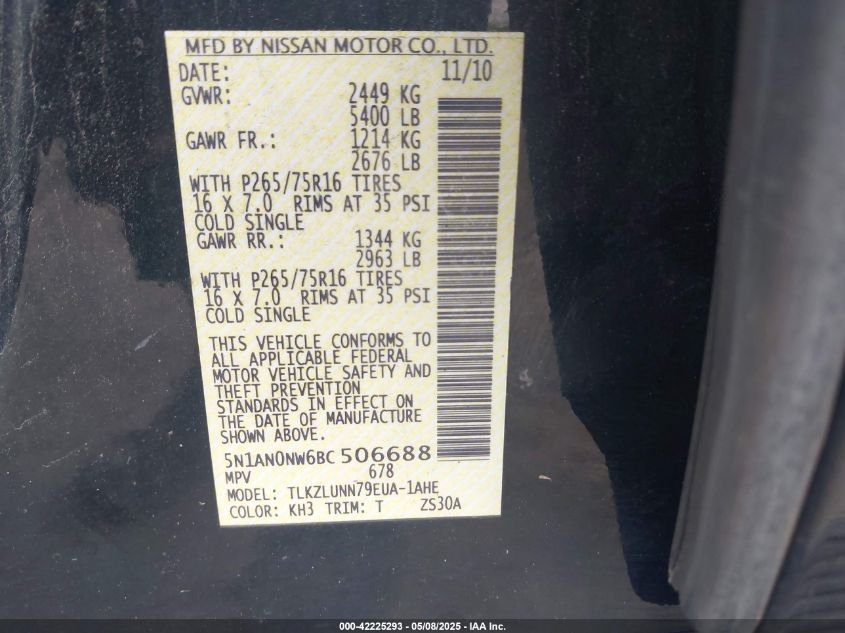 MFD BY NISSAN MOTOR CO., LTD.
DATE: 11/10
GVWR: 2449 KG
5400 LB
GAWR FR.: 1214 KG
2676 LB
WITH P265/75R16 TIRES
16 X 7.0 RIMS AT 35 PSI
COLD SINGLE
GAWR RR.: 1344 KG
2963 LB
WITH P265/75R16 TIRES
16 X 7.0 RIMS AT 35 PSI
COLD SINGLE
THIS VEHICLE CONFORMS TO
ALL APPLICABLE FEDERAL
MOTOR VEHICLE SAFETY AND
THEFT PREVENTION
STANDARDS IN EFFECT ON
THE DATE OF MANUFACTURE
SHOWN ABOVE.
5N1AN0NW6BC 506688
MPV 678
MODEL: TLKZLUNN79EUA-1AHE
COLOR: KH3 TRIM: T ZS30A
000-42225293 - 05/08/2025 - IAA Inc.